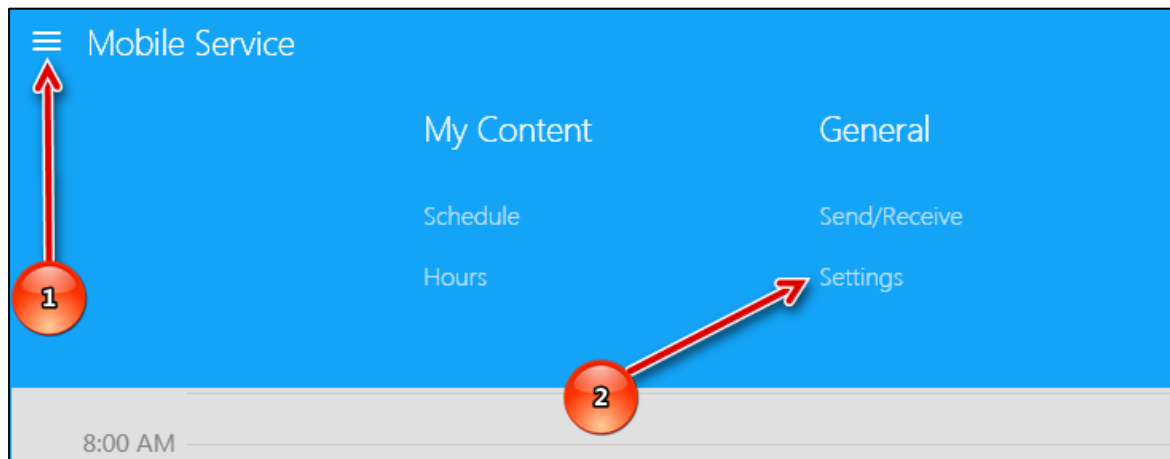 Mobile Service
My Content
General
Schedule
Send/Receive
Hours
Settings
1
2
8:00 AM